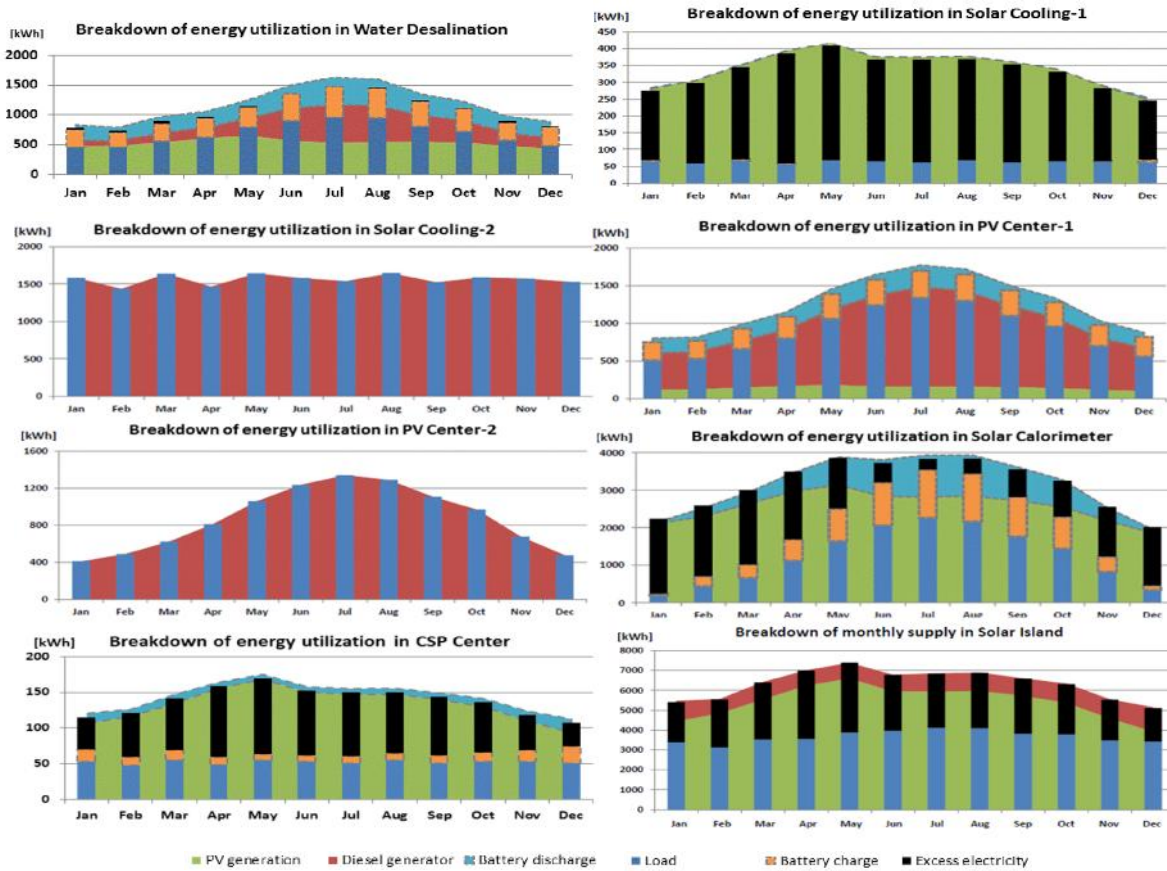 Breakdown of energy utilization in Water Desalination
[kWh]
2000
1500
1000
500
0
Jan Feb Mar Apr May Jun Jul Aug Sep Oct Nov Dec
Breakdown of energy utilization in Solar Cooling-1
[kWh]
450
400
350
300
250
200
150
100
50
0
Jan Feb Mar Apr May Jun Jul Aug Sep Oct Nov Dec
Breakdown of energy utilization in Solar Cooling-2
[kWh]
2000
1500
1000
500
0
Jan Feb Mar Apr May Jun Jul Aug Sep Oct Nov Dec
Breakdown of energy utilization in PV Center-1
[kWh]
2000
1500
1000
500
0
Jan Feb Mar Apr May Jun Jul Aug Sep Oct Nov Dec
Breakdown of energy utilization in PV Center-2
[kWh]
1600
1200
800
400
0
Jan Feb Mar Apr May Jun Jul Aug Sep Oct Nov Dec
Breakdown of energy utilization in Solar Calorimeter
[kWh]
4000
3000
2000
1000
0
Jan Feb Mar Apr May Jun Jul Aug Sep Oct Nov Dec
Breakdown of energy utilization in CSP Center
[kWh]
200
150
100
50
0
Jan Feb Mar Apr May Jun Jul Aug Sep Oct Nov Dec
Breakdown of monthly supply in Solar Island
[kWh]
8000
7000
6000
5000
4000
3000
2000
1000
0
Jan Feb Mar Apr May Jun Jul Aug Sep Oct Nov Dec
PV generation Diesel generator Battery discharge Load Battery charge Excess electricity